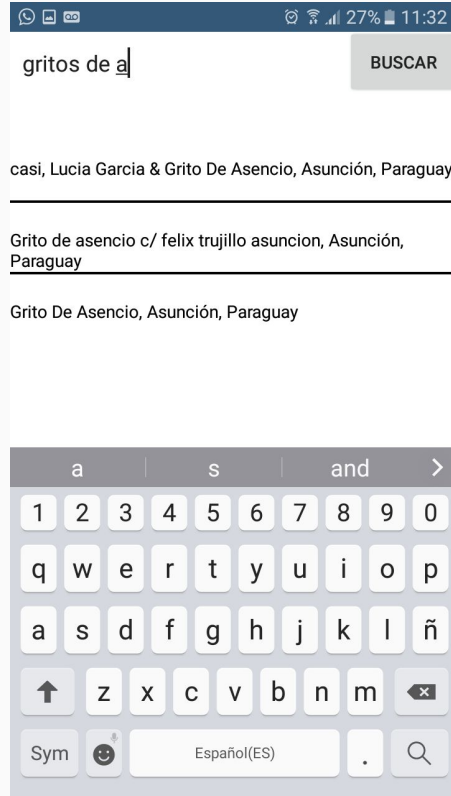 27% 11:32
gritos de a
BUSCAR
casi, Lucia Garcia & Grito De Asencio, Asunción, Paraguay
Grito de asencio c/ felix trujillo asuncion, Asunción,
Paraguay
Grito De Asencio, Asunción, Paraguay
a s and
1 2 3 4 5 6 7 8 9 0
q w e r t y u i o p
a s d f g h j k l ñ
z x c v b n m
Sym Español(ES) .